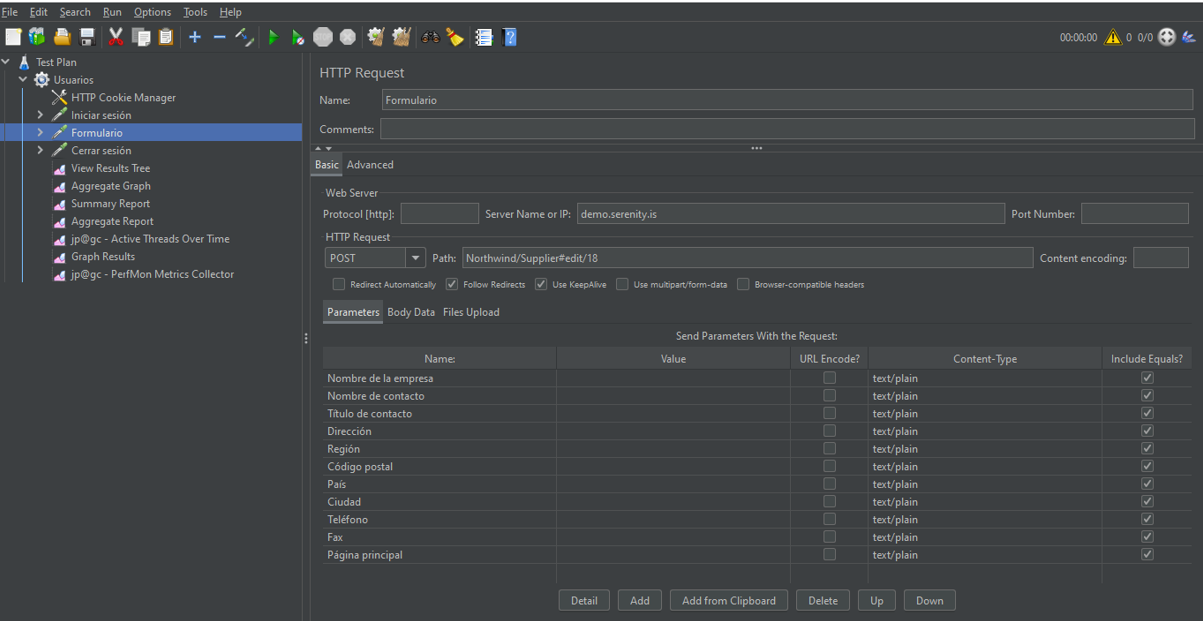 File Edit Search Run Options Tools Help
00:00:00 0 0/0
Test Plan
Usuarios
HTTP Cookie Manager
Iniciar sesión
Formulario
Cerrar sesión
View Results Tree
Aggregate Graph
Summary Report
Aggregate Report
jp@gc - Active Threads Over Time
Graph Results
jp@gc - PerfMon Metrics Collector
HTTP Request
Name: Formulario
Comments:
Basic Advanced
Web Server
Protocol [http]: Server Name or IP: demo.serenity.is Port Number:
HTTP Request
POST Path: Northwind/Supplier#edit/18 Content encoding:
Redirect Automatically Follow Redirects Use KeepAlive Use multipart/form-data Browser-compatible headers
Parameters Body Data Files Upload
Send Parameters With the Request:
Name: Value URL Encode? Content-Type Include Equals?
Nombre de la empresa text/plain
Nombre de contacto text/plain
Título de contacto text/plain
Dirección text/plain
Región text/plain
Código postal text/plain
País text/plain
Ciudad text/plain
Teléfono text/plain
Fax text/plain
Página principal text/plain
Detail Add Add from Clipboard Delete Up Down